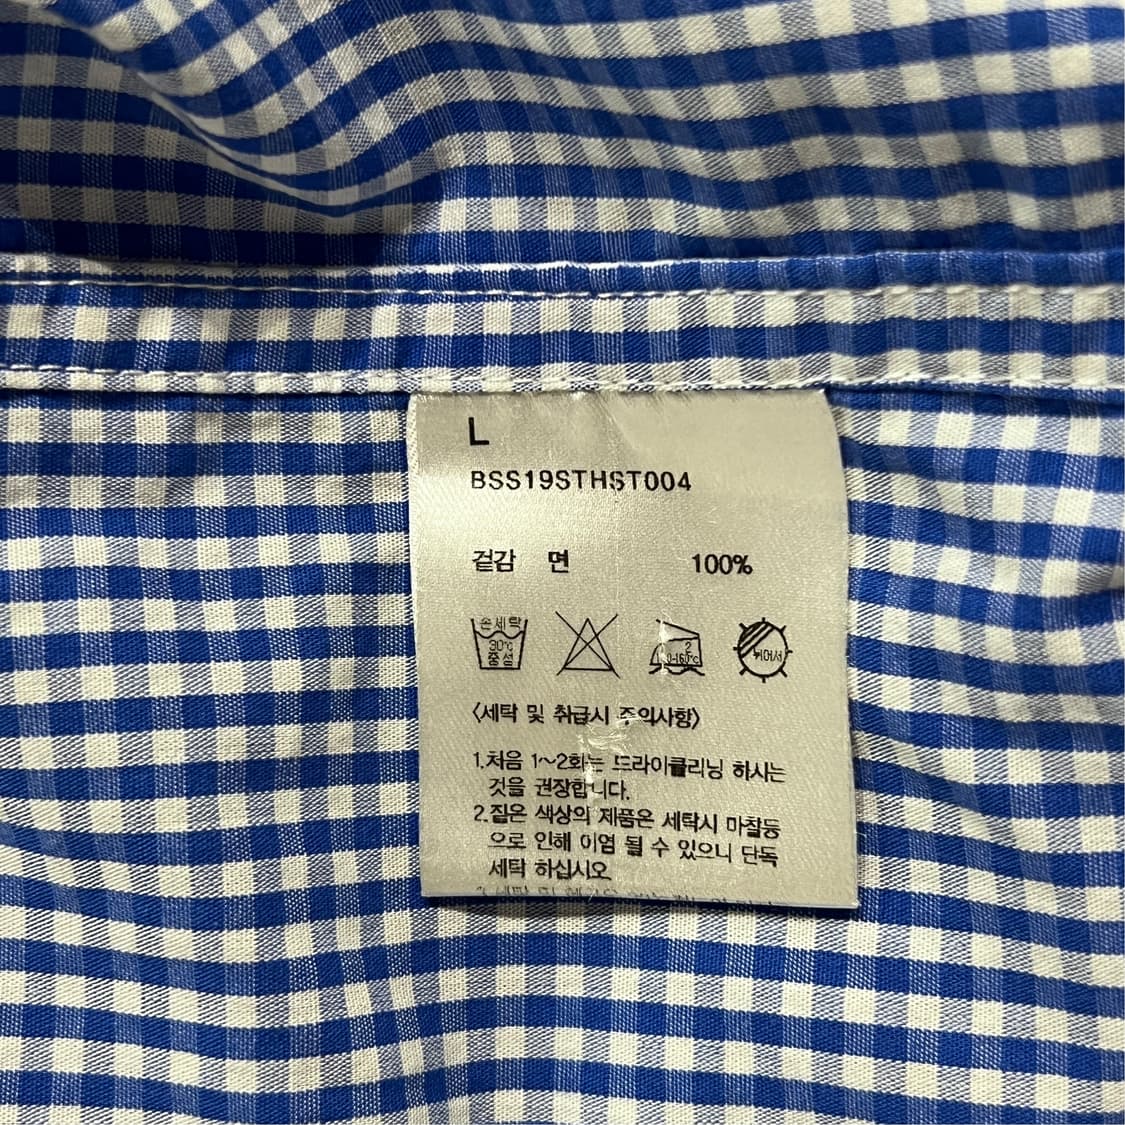 L
BSS19STHST004
겉감 면 100%
손세탁
30℃
중성
2
뉘어서
〈세탁 및 취급시 주의사항〉
1.처음 1~2회는 드라이클리닝 하시는
것을 권장합니다.
2.짙은 색상의 제품은 세탁시 마찰등
으로 인해 이염 될 수 있으니 단독
세탁 하십시오